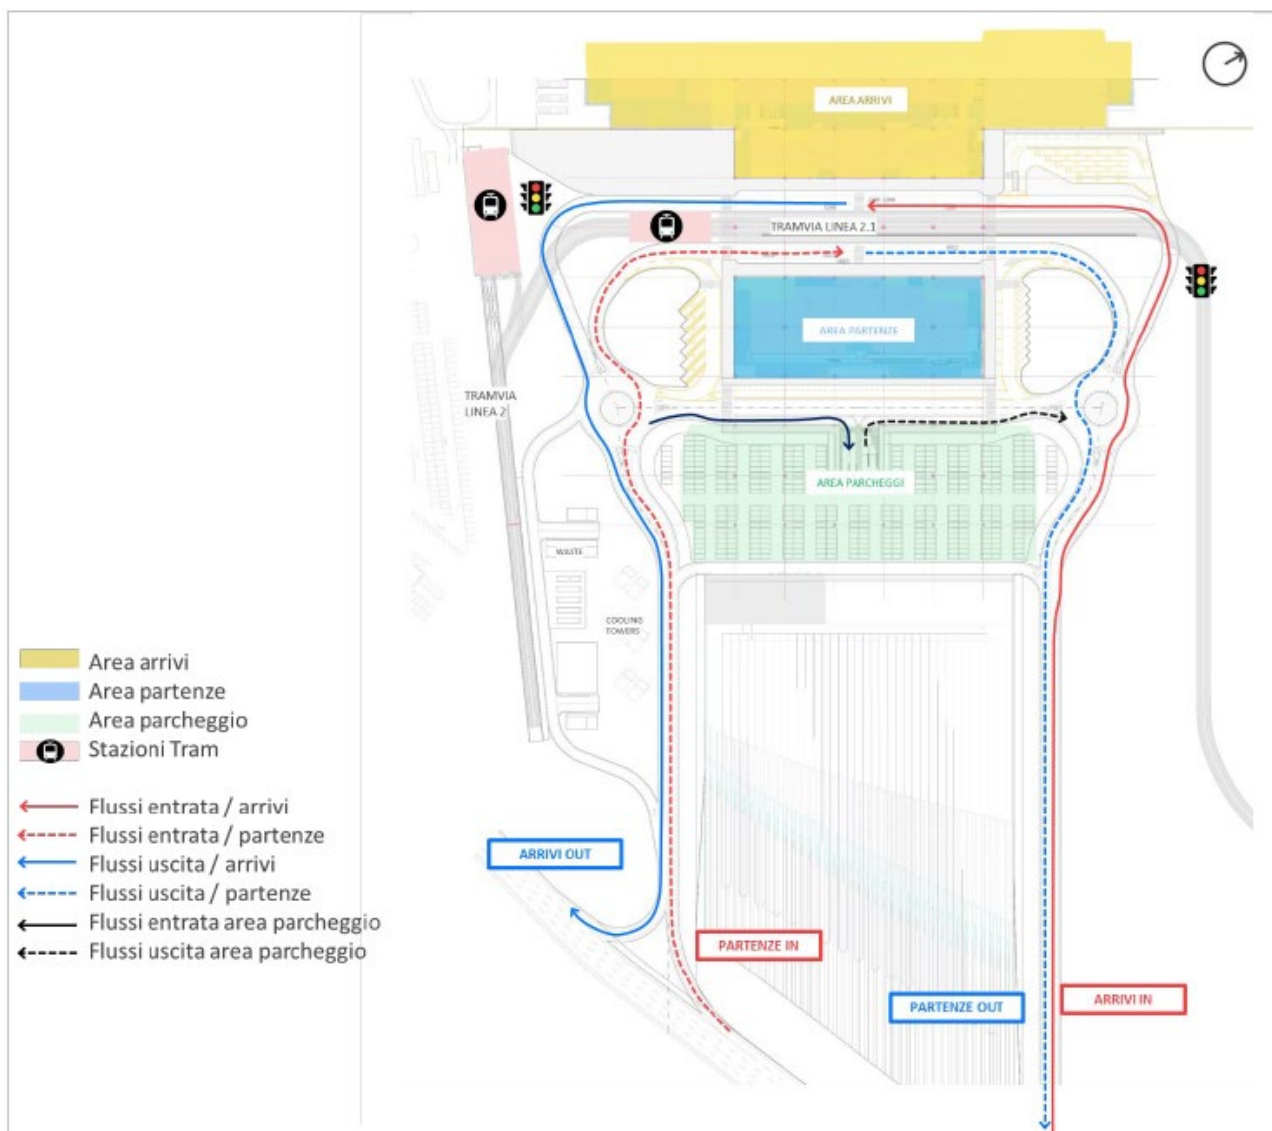 AREA ARRIVI
TRAMVIA LINEA 2.1
AREA PARTENZE
TRAMVIA
LINEA 2
AREA PARCHEGGI
WASTE
COOLING
TOWERS
Area arrivi
Area partenze
Area parcheggio
Stazioni Tram
Flussi entrata / arrivi
Flussi entrata / partenze
Flussi uscita / arrivi
Flussi uscita / partenze
Flussi entrata area parcheggio
Flussi uscita area parcheggio
ARRIVI OUT
PARTENZE IN
PARTENZE OUT
ARRIVI IN